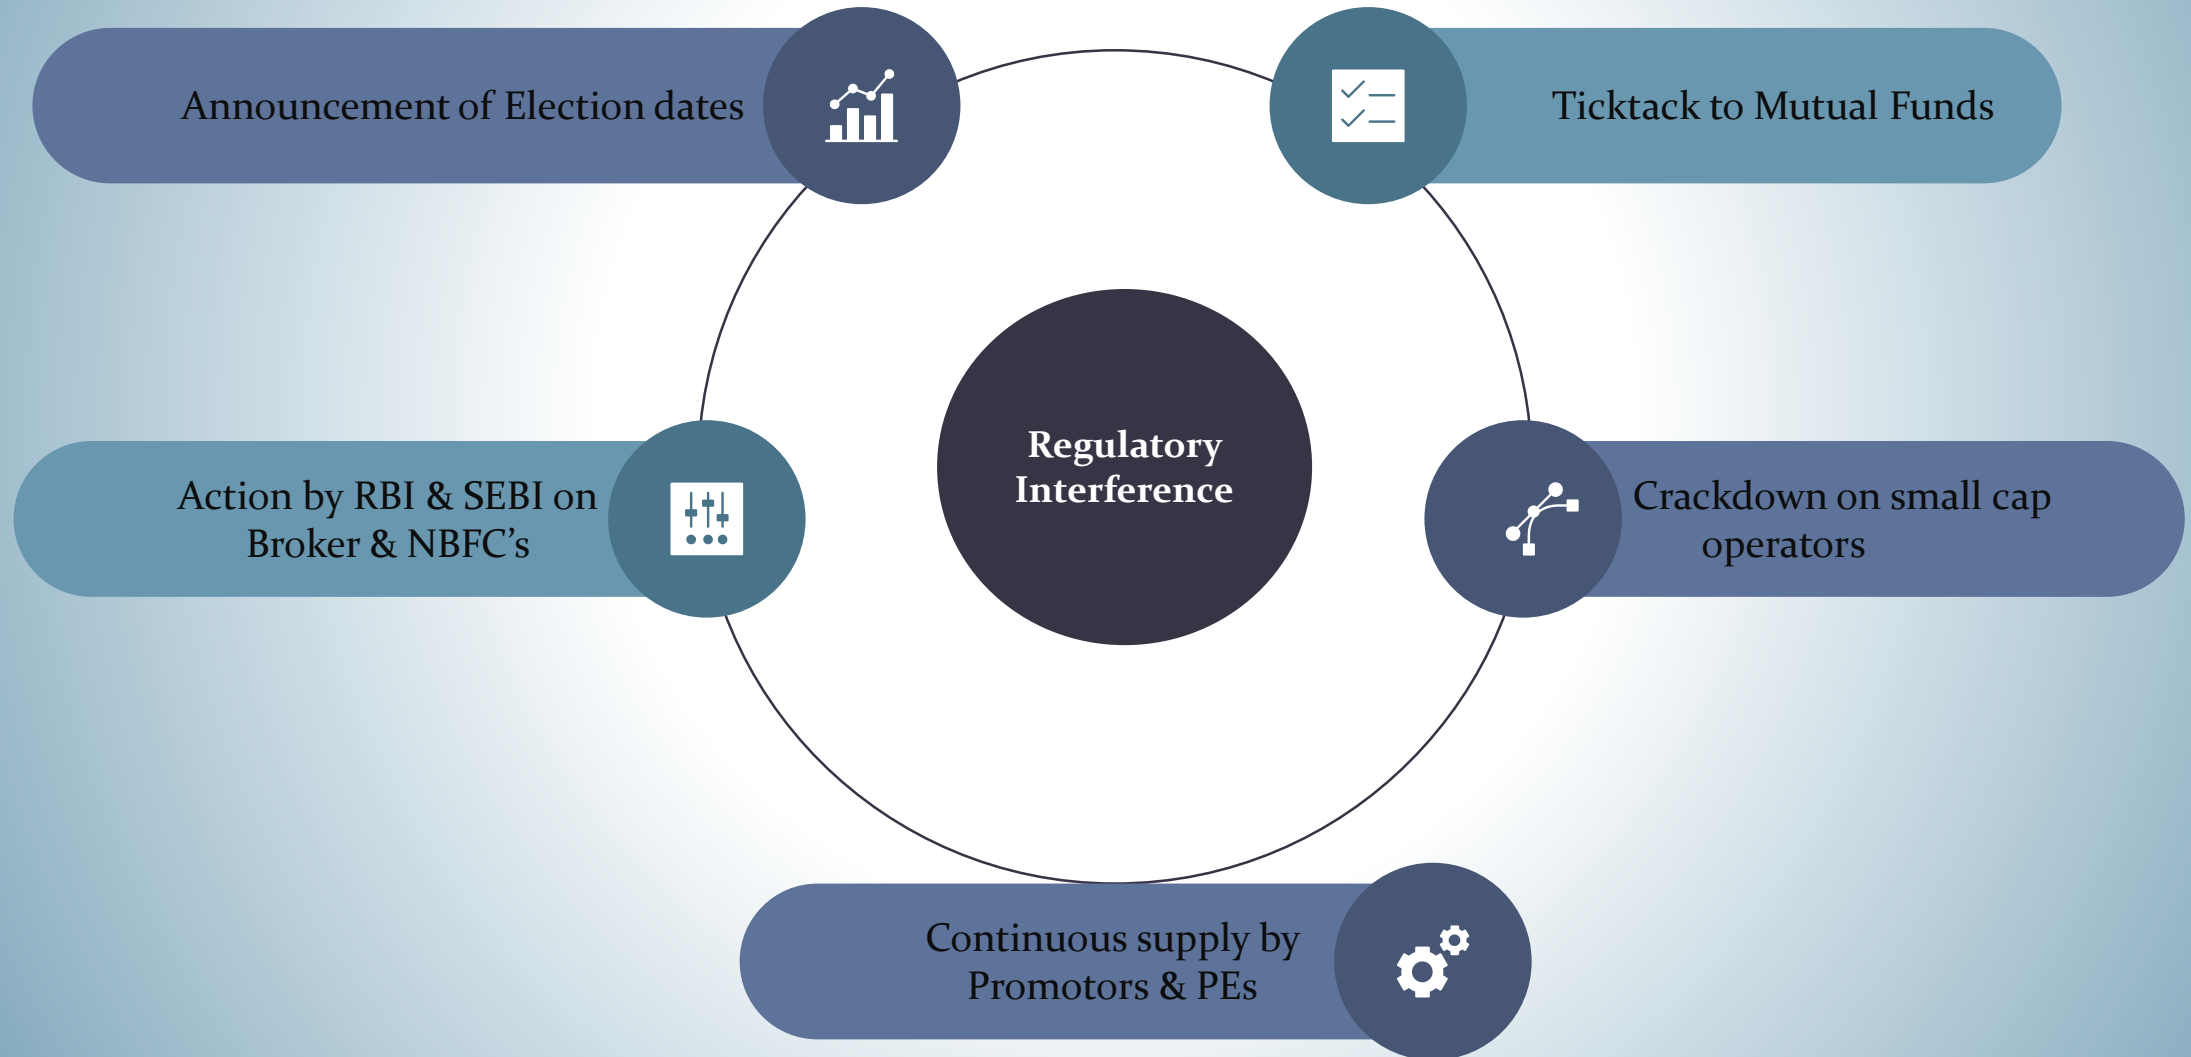 Announcement of Election dates
Ticktack to Mutual Funds
Regulatory
Interference
Action by RBI & SEBI on
Broker & NBFC’s
Crackdown on small cap
operators
Continuous supply by
Promotors & PEs